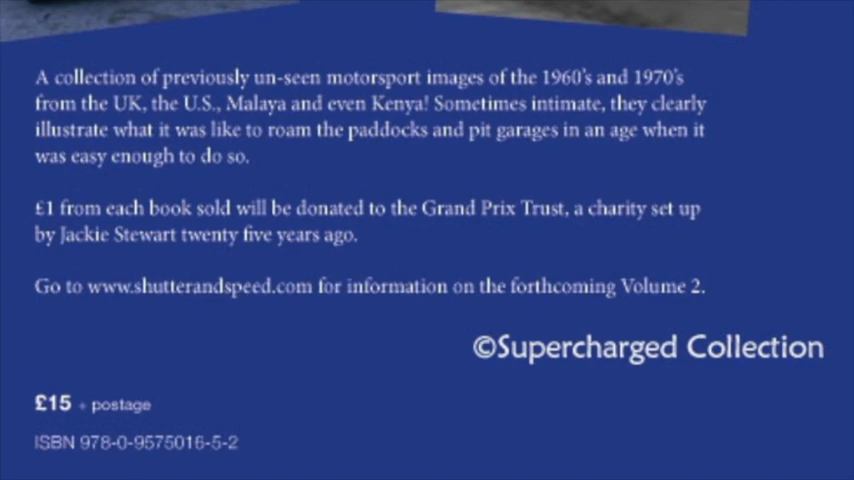 A collection of previously un-seen motorsport images of the 1960's and 1970's
from the UK, the U.S., Malaya and even Kenya! Sometimes intimate, they clearly
illustrate what it was like to roam the paddocks and pit garages in an age when it
was easy enough to do so.
£1 from each book sold will be donated to the Grand Prix Trust, a charity set up
by Jackie Stewart twenty five years ago.
Go to www.shutterandspeed.com for information on the forthcoming Volume 2.
©Supercharged Collection
£15 + postage
ISBN 978-0-9575016-5-2